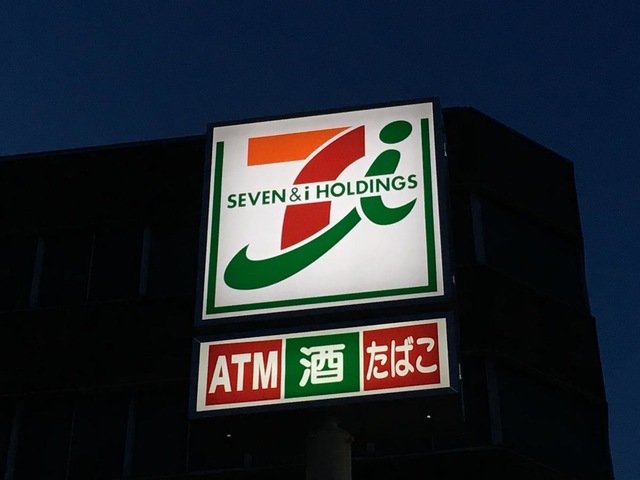 SEVEN & i HOLDINGS
ATM 酒 たばこ